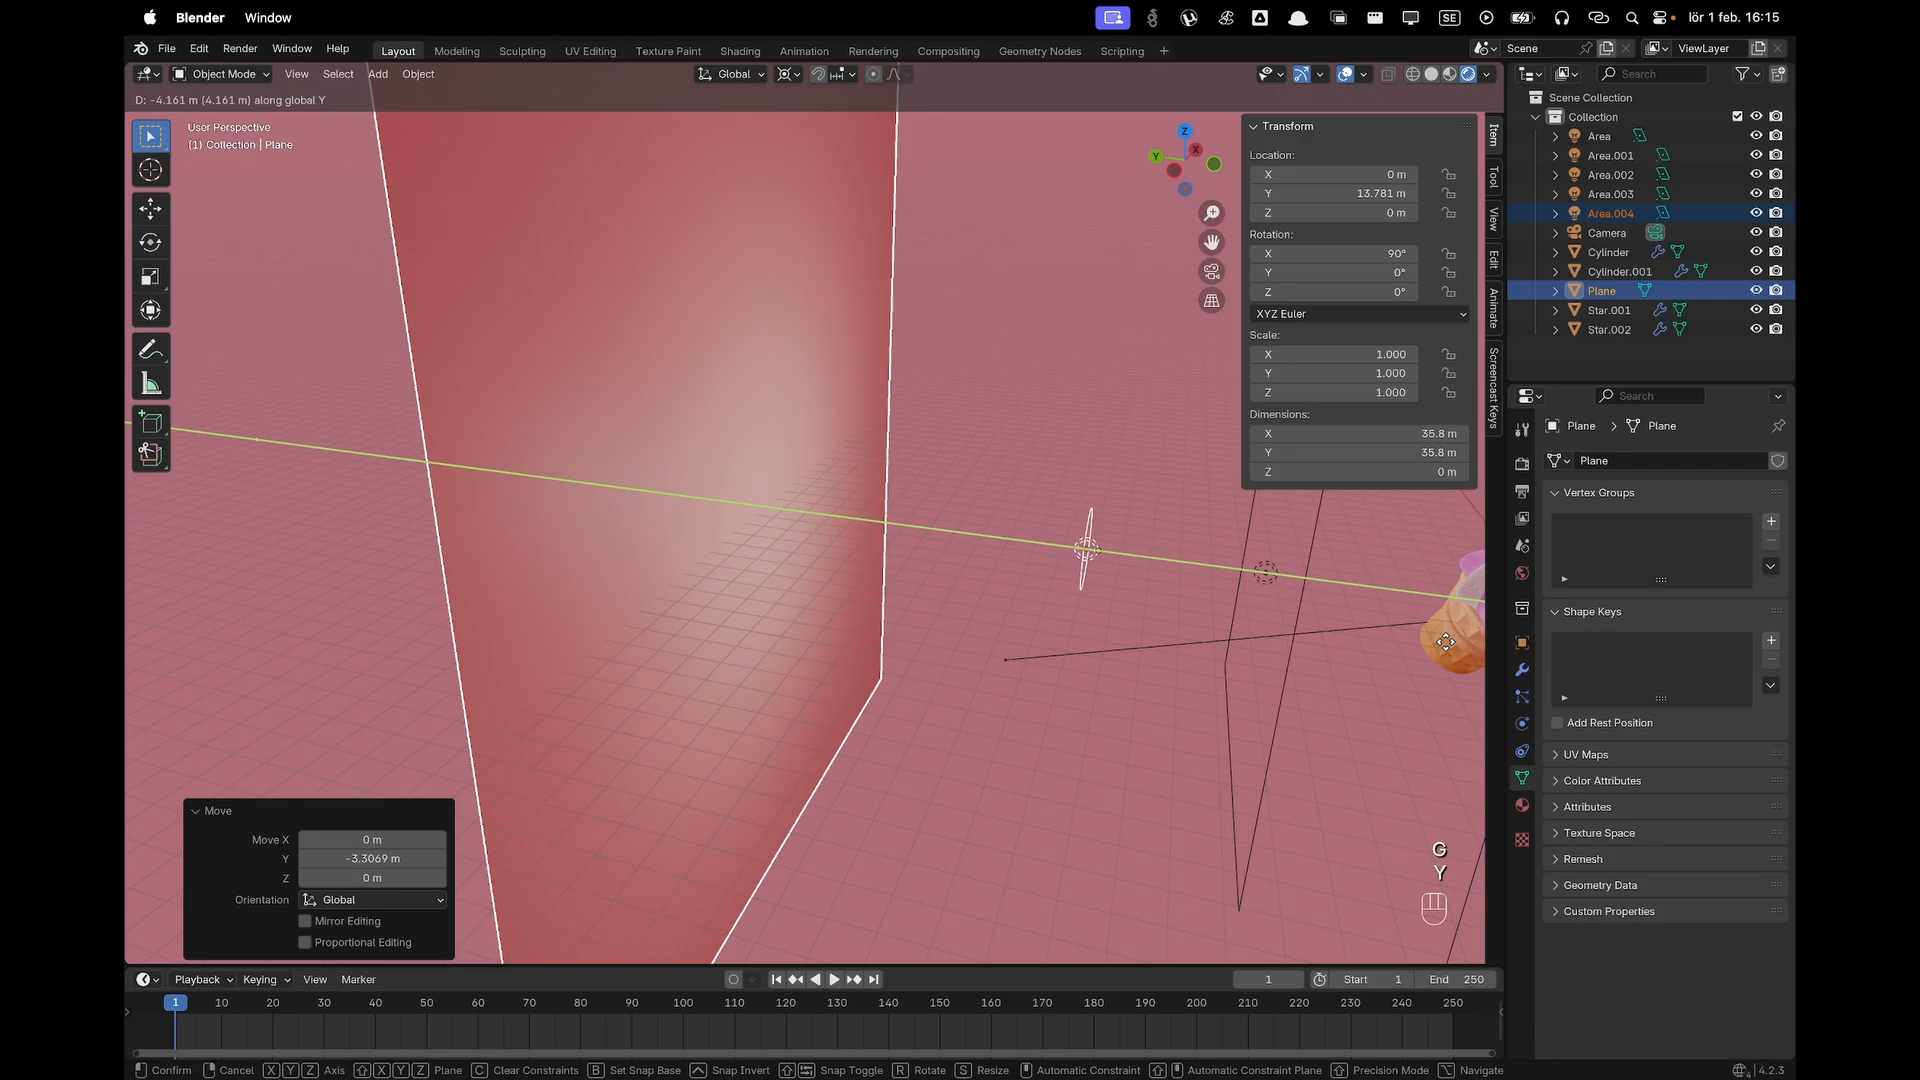 Blender Window
SE
lör 1 feb. 16:15
File Edit Render Window Help
Layout Modeling Sculpting UV Editing Texture Paint Shading Animation Rendering Compositing Geometry Nodes Scripting +
Scene
ViewLayer
Object Mode View Select Add Object
Global
Search
D: -4.161 m (4.161 m) along global Y
User Perspective
(1) Collection | Plane
Z
X
Y
Transform
Location:
X 0 m
Y 13.781 m
Z 0 m
Rotation:
X 90°
Y 0°
Z 0°
XYZ Euler
Scale:
X 1.000
Y 1.000
Z 1.000
Dimensions:
X 35.8 m
Y 35.8 m
Z 0 m
Item
Tool
View
Edit
Animate
Screencast Keys
Scene Collection
Collection
Area
Area.001
Area.002
Area.003
Area.004
Camera
Cylinder
Cylinder.001
Plane
Star.001
Star.002
Search
Plane > Plane
Plane
Vertex Groups
Shape Keys
Add Rest Position
UV Maps
Color Attributes
Attributes
Texture Space
Remesh
Geometry Data
Custom Properties
Move
Move X 0 m
Y -3.3069 m
Z 0 m
Orientation Global
Mirror Editing
Proportional Editing
G
Y
Playback Keying View Marker
1
Start 1
End 250
1 10 20 30 40 50 60 70 80 90 100 110 120 130 140 150 160 170 180 190 200 210 220 230 240 250
Confirm Cancel X Y Z Axis X Y Z Plane C Clear Constraints B Set Snap Base Snap Invert Snap Toggle R Rotate S Resize Automatic Constraint Automatic Constraint Plane Precision Mode Navigate
4.2.3